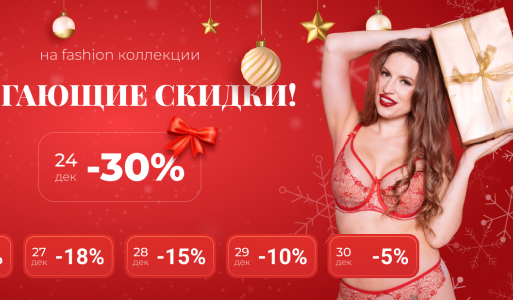 на fashion коллекции
ГАЮЩИЕ СКИДКИ!
24 дек -30%
%
27 дек -18%
28 дек -15%
29 дек -10%
30 дек -5%